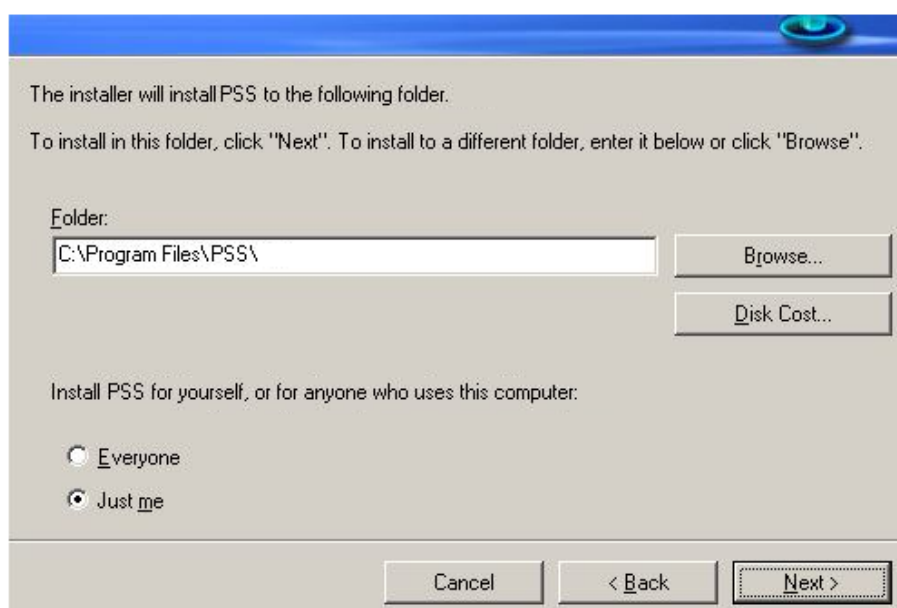 The installer will install PSS to the following folder.
To install in this folder, click "Next". To install to a different folder, enter it below or click "Browse".
Folder:
C:\Program Files\PSS\
Browse...
Disk Cost...
Install PSS for yourself, or for anyone who uses this computer:
Everyone
Just me
Cancel
< Back
Next >